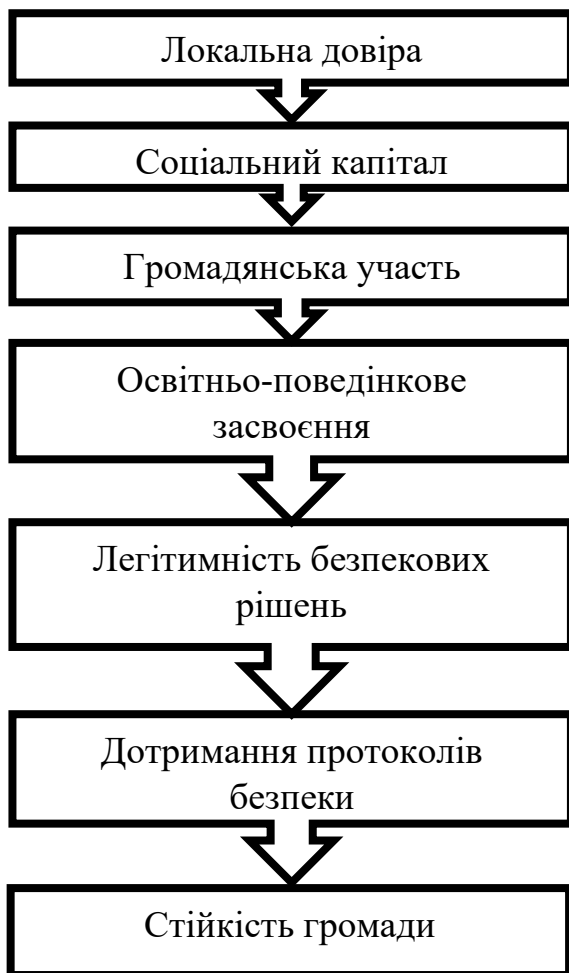 Локальна довіра
Соціальний капітал
Громадянська участь
Освітньо-поведінкове
засвоєння
Легітимність безпекових
рішень
Дотримання протоколів
безпеки
Стійкість громади